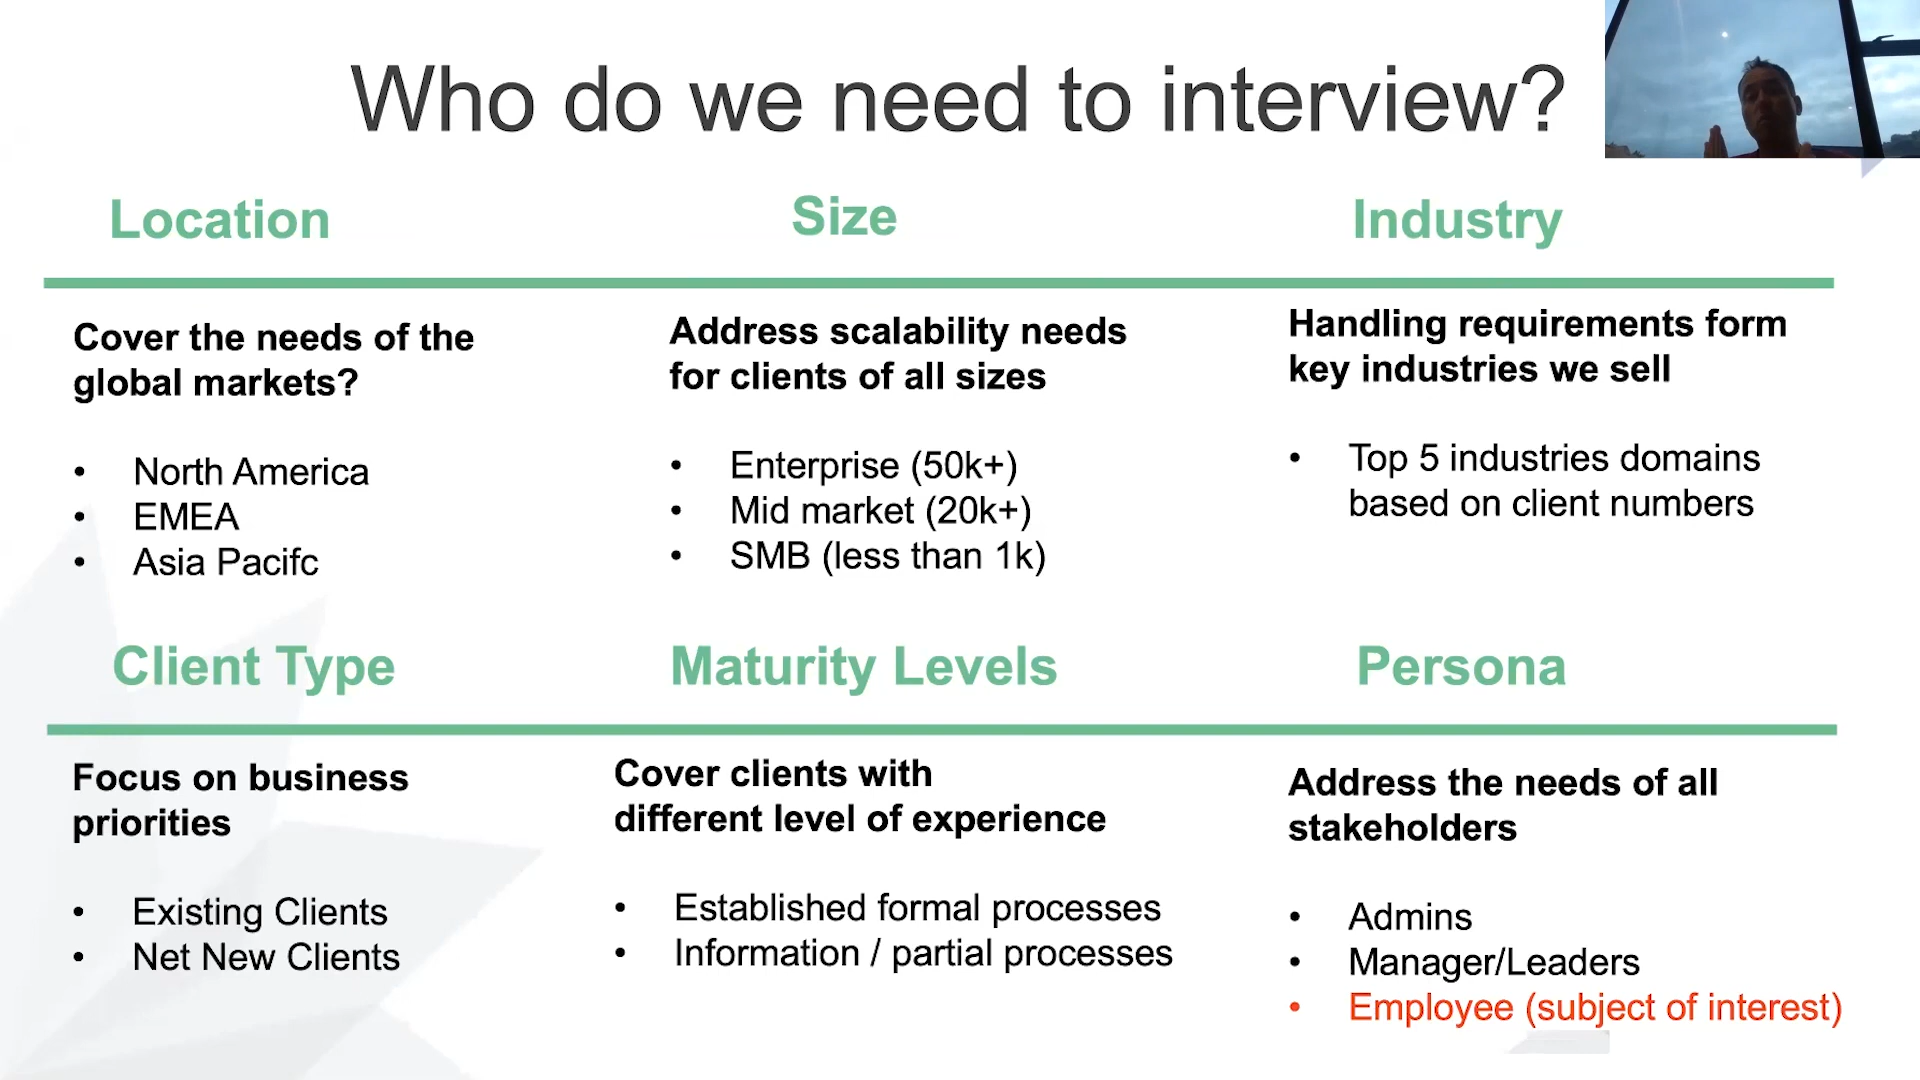 Who do we need to interview?
Location
Size
Industry
Cover the needs of the
global markets?
• North America
• EMEA
• Asia Pacifc
Address scalability needs
for clients of all sizes
• Enterprise (50k+)
• Mid market (20k+)
• SMB (less than 1k)
Handling requirements form
key industries we sell
• Top 5 industries domains
based on client numbers
Client Type
Maturity Levels
Persona
Focus on business
priorities
• Existing Clients
• Net New Clients
Cover clients with
different level of experience
• Established formal processes
• Information / partial processes
Address the needs of all
stakeholders
• Admins
• Manager/Leaders
• Employee (subject of interest)